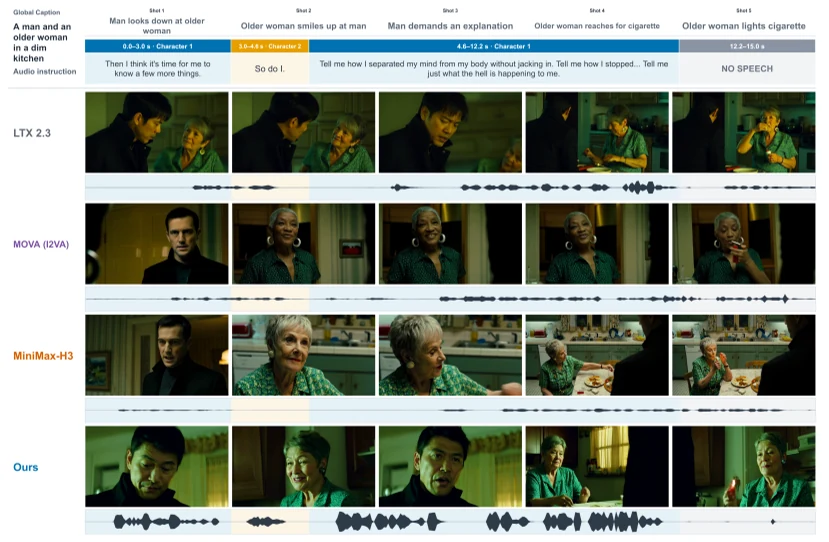 Global Caption
A man and an
older woman
in a dim
kitchen
Audio instruction
Shot 1
Man looks down at older
woman
Shot 2
Older woman smiles up at man
Shot 3
Man demands an explanation
Shot 4
Older woman reaches for cigarette
Shot 5
Older woman lights cigarette
0.0–3.0 s · Character 1
3.0–4.6 s · Character 2
4.6–12.2 s · Character 1
12.2–15.0 s
Then I think it's time for me to
know a few more things.
So do I.
Tell me how I separated my mind from my body without jacking in. Tell me how I stopped... Tell me
just what the hell is happening to me.
NO SPEECH
LTX 2.3
MOVA (I2VA)
MiniMax-H3
Ours